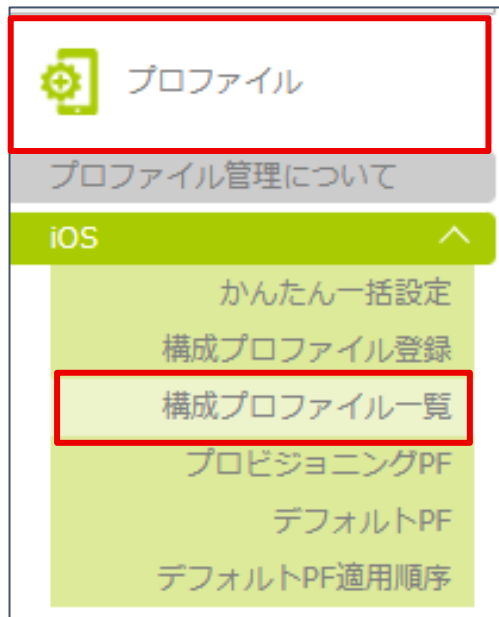 プロファイル
プロファイル管理について
iOS
かんたん一括設定
構成プロファイル登録
構成プロファイル一覧
プロビジョニングPF
デフォルトPF
デフォルトPF適用順序